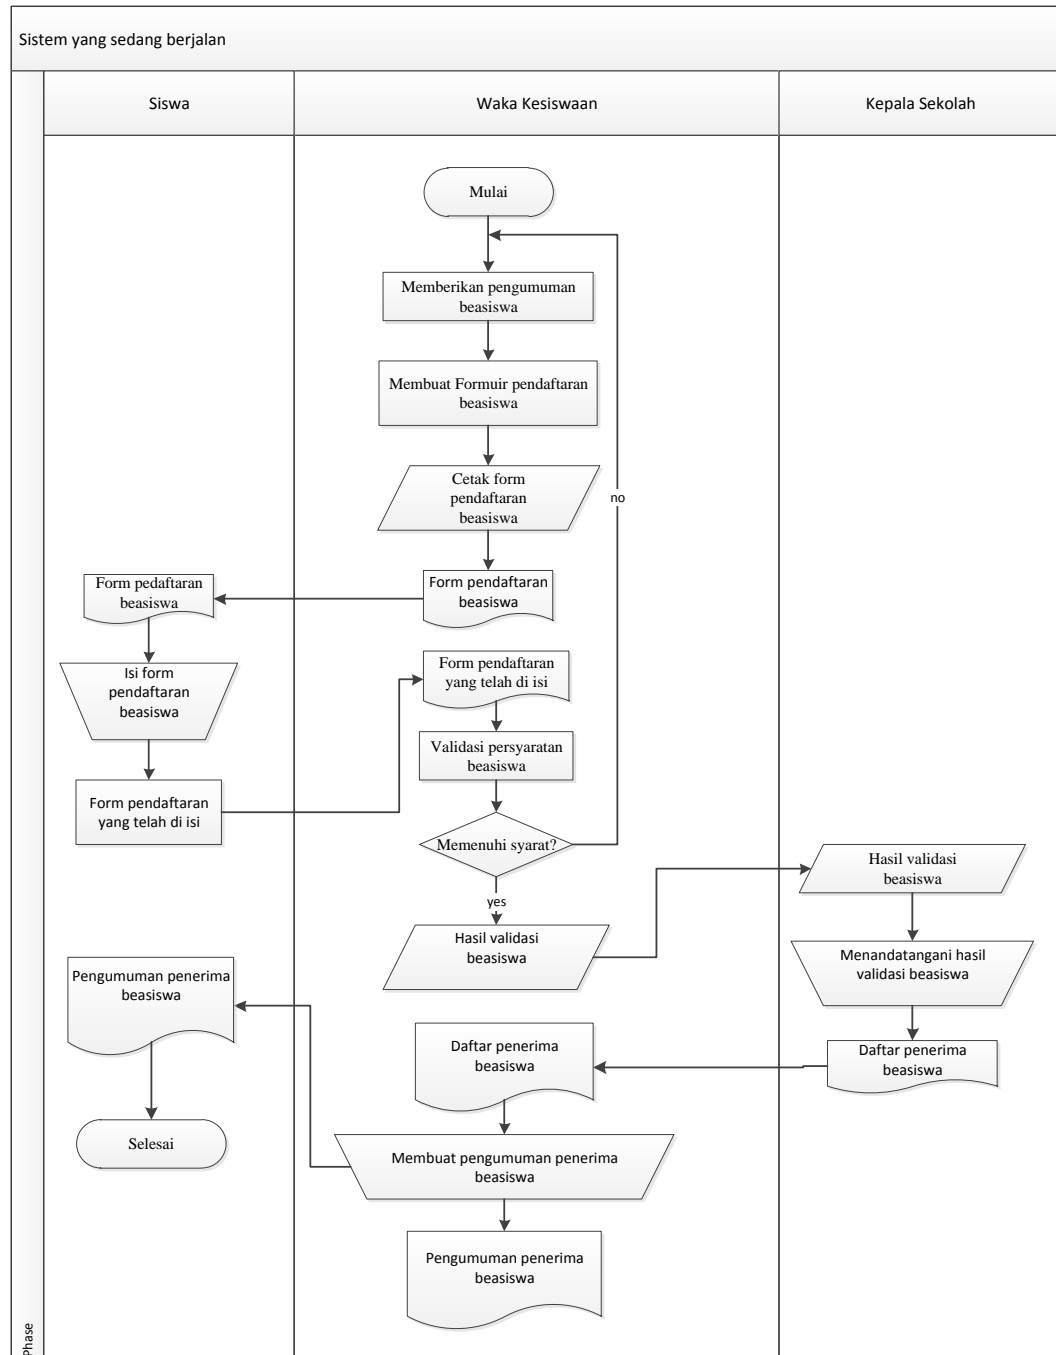 Sistem yang sedang berjalan
Siswa
Waka Kesiswaan
Kepala Sekolah
Mulai
Memberikan pengumuman
beasiswa
Membuat Formuir pendaftaran
beasiswa
Cetak form
pendaftaran
beasiswa
no
Form pendaftaran
beasiswa
Form pedaftaran
beasiswa
Isi form
pendaftaran
beasiswa
Form pendaftaran
yang telah di isi
Form pendaftaran
yang telah di isi
Validasi persyaratan
beasiswa
Memenuhi syarat?
yes
Hasil validasi
beasiswa
Hasil validasi
beasiswa
Menandatangani hasil
validasi beasiswa
Daftar penerima
beasiswa
Daftar penerima
beasiswa
Membuat pengumuman penerima
beasiswa
Pengumuman penerima
beasiswa
Pengumuman penerima
beasiswa
Selesai
Phase